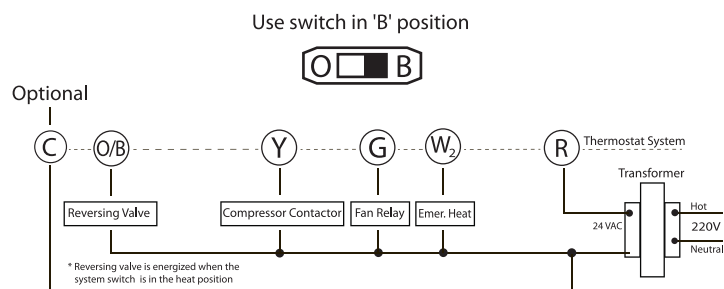 Use switch in 'B' position
O B
Optional
C O/B Y G W2 R Thermostat System
Transformer
Reversing Valve Compressor Contactor Fan Relay Emer. Heat
Hot
24 VAC 220V
Neutral
* Reversing valve is energized when the
system switch is in the heat position